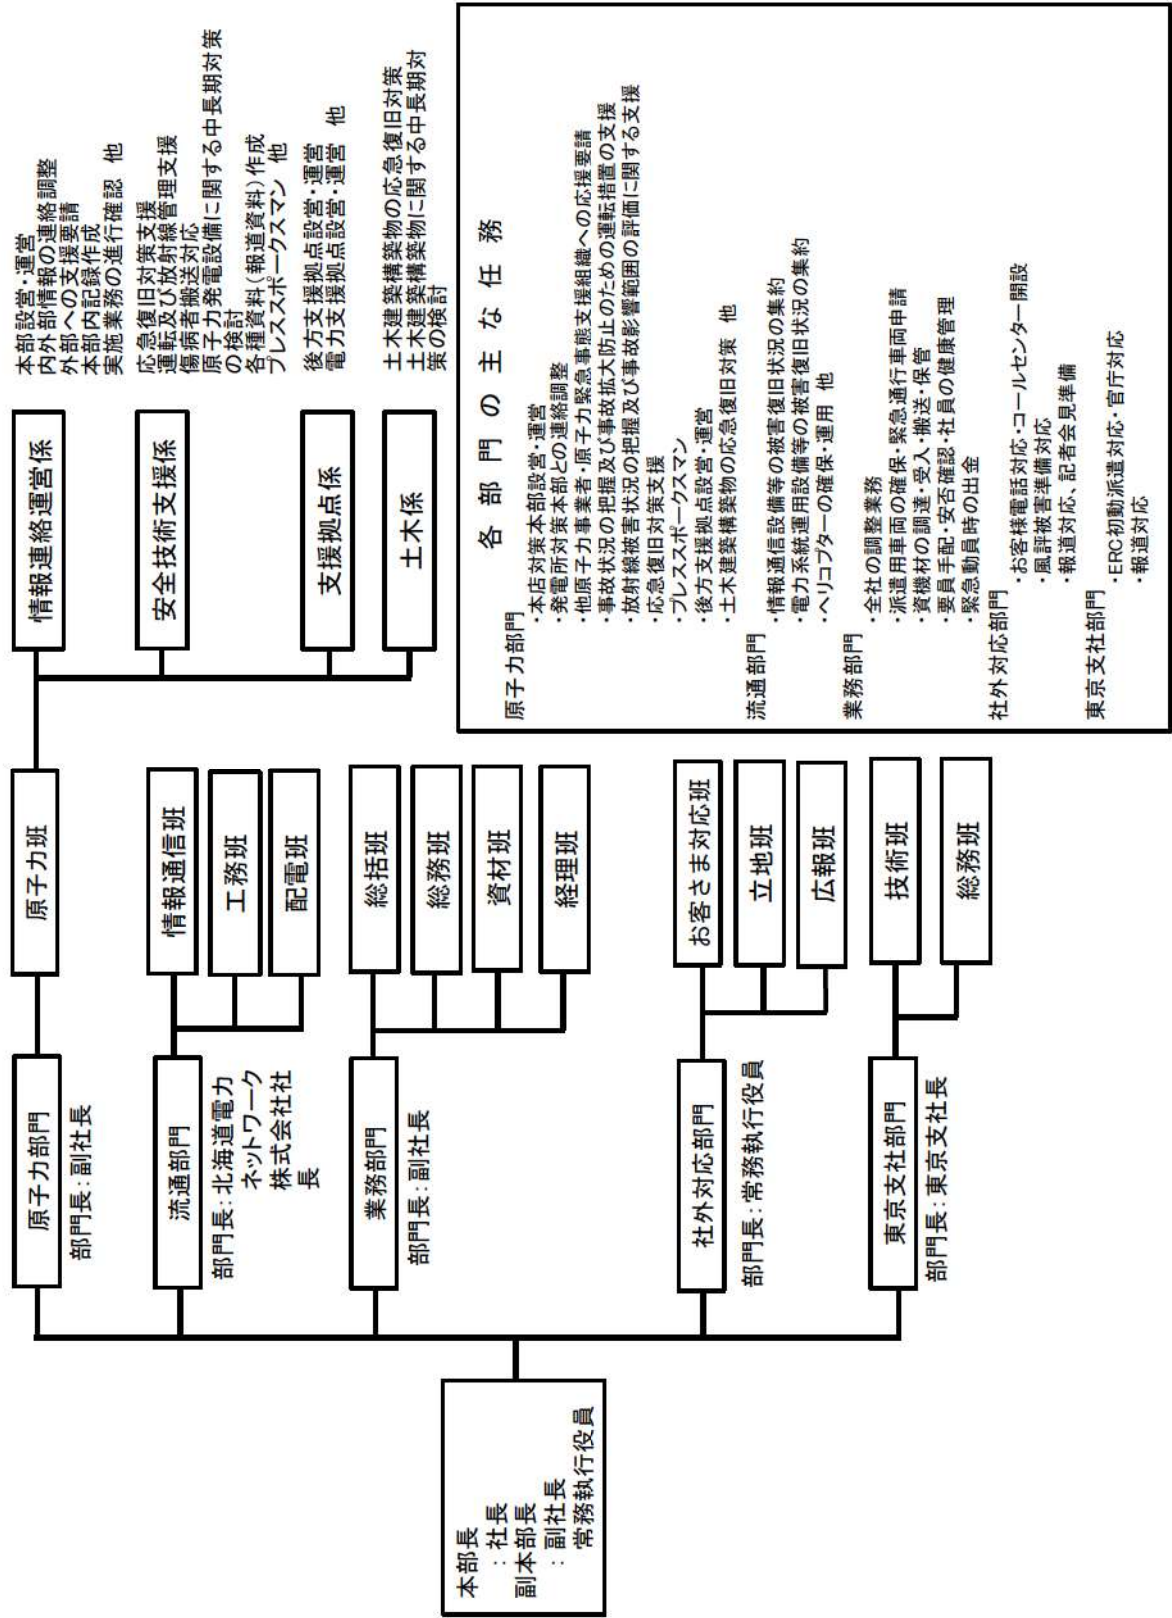 本部長
：社長
副本部長
：副社長
常務執行役員
原子力部門
部門長：副社長
流通部門
部門長：北海道電力
ネットワーク
株式会社社
長
業務部門
部門長：副社長
社外対応部門
部門長：常務執行役員
東京支社部門
部門長：東京支社長
原子力班
情報通信班
工務班
配電班
総括班
総務班
資材班
経理班
お客さま対応班
立地班
広報班
技術班
総務班
情報連絡運営係
本部設営・運営
内外部情報の連絡調整
外部への支援要請
本部内記録作成
実施業務の進行確認　他
安全技術支援係
応急復旧対策支援
運転及び放射線管理支援
傷病者搬送対応
原子力発電設備に関する中長期対策
の検討
各種資料(報道資料)作成
プレススポークスマン　他
支援拠点係
後方支援拠点設営・運営
電力支援拠点設営・運営　他
土木係
土木建築構築物の応急復旧対策
土木建築構築物に関する中長期対
策の検討
各部門の主な任務
原子力部門
・本店対策本部設営・運営
・発電所対策本部との連絡調整
・他原子力事業者・原子力緊急事態支援組織への応援要請
・事故状況の把握及び事故拡大防止のための運転措置の支援
・放射線被害状況の把握及び事故影響範囲の評価に関する支援
・応急復旧対策支援
・プレススポークスマン
・後方支援拠点設営・運営
・土木建築構築物の応急復旧対策　他
流通部門
・情報通信設備等の被害復旧状況の集約
・電力系統運用設備等の被害復旧状況の集約
・ヘリコプターの確保・運用　他
業務部門
・全社の調整業務
・派遣用車両の確保・緊急通行車両申請
・資機材の調達・受入・搬送・保管
・要員手配・安否確認・社員の健康管理
・緊急動員時の出金
社外対応部門
・お客様電話対応・コールセンター開設
・風評被害準備対応
・報道対応、記者会見準備
東京支社部門
・ERC初動派遣対応・官庁対応
・報道対応